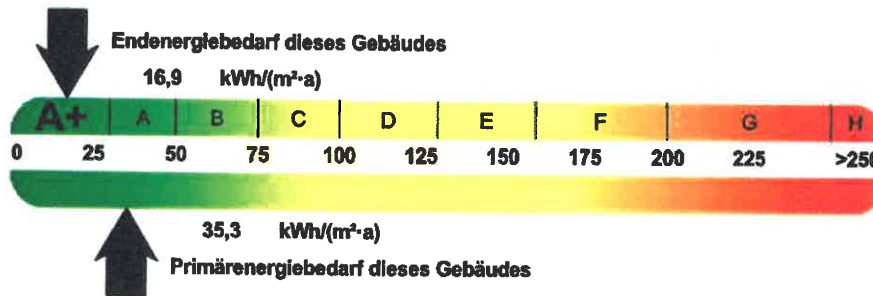 Endenergiebedarf dieses Gebäudes
16,9 kWh/(m²·a)
A+ A B C D E F G H
0 25 50 75 100 125 150 175 200 225 >250
35,3 kWh/(m²·a)
Primärenergiebedarf dieses Gebäudes